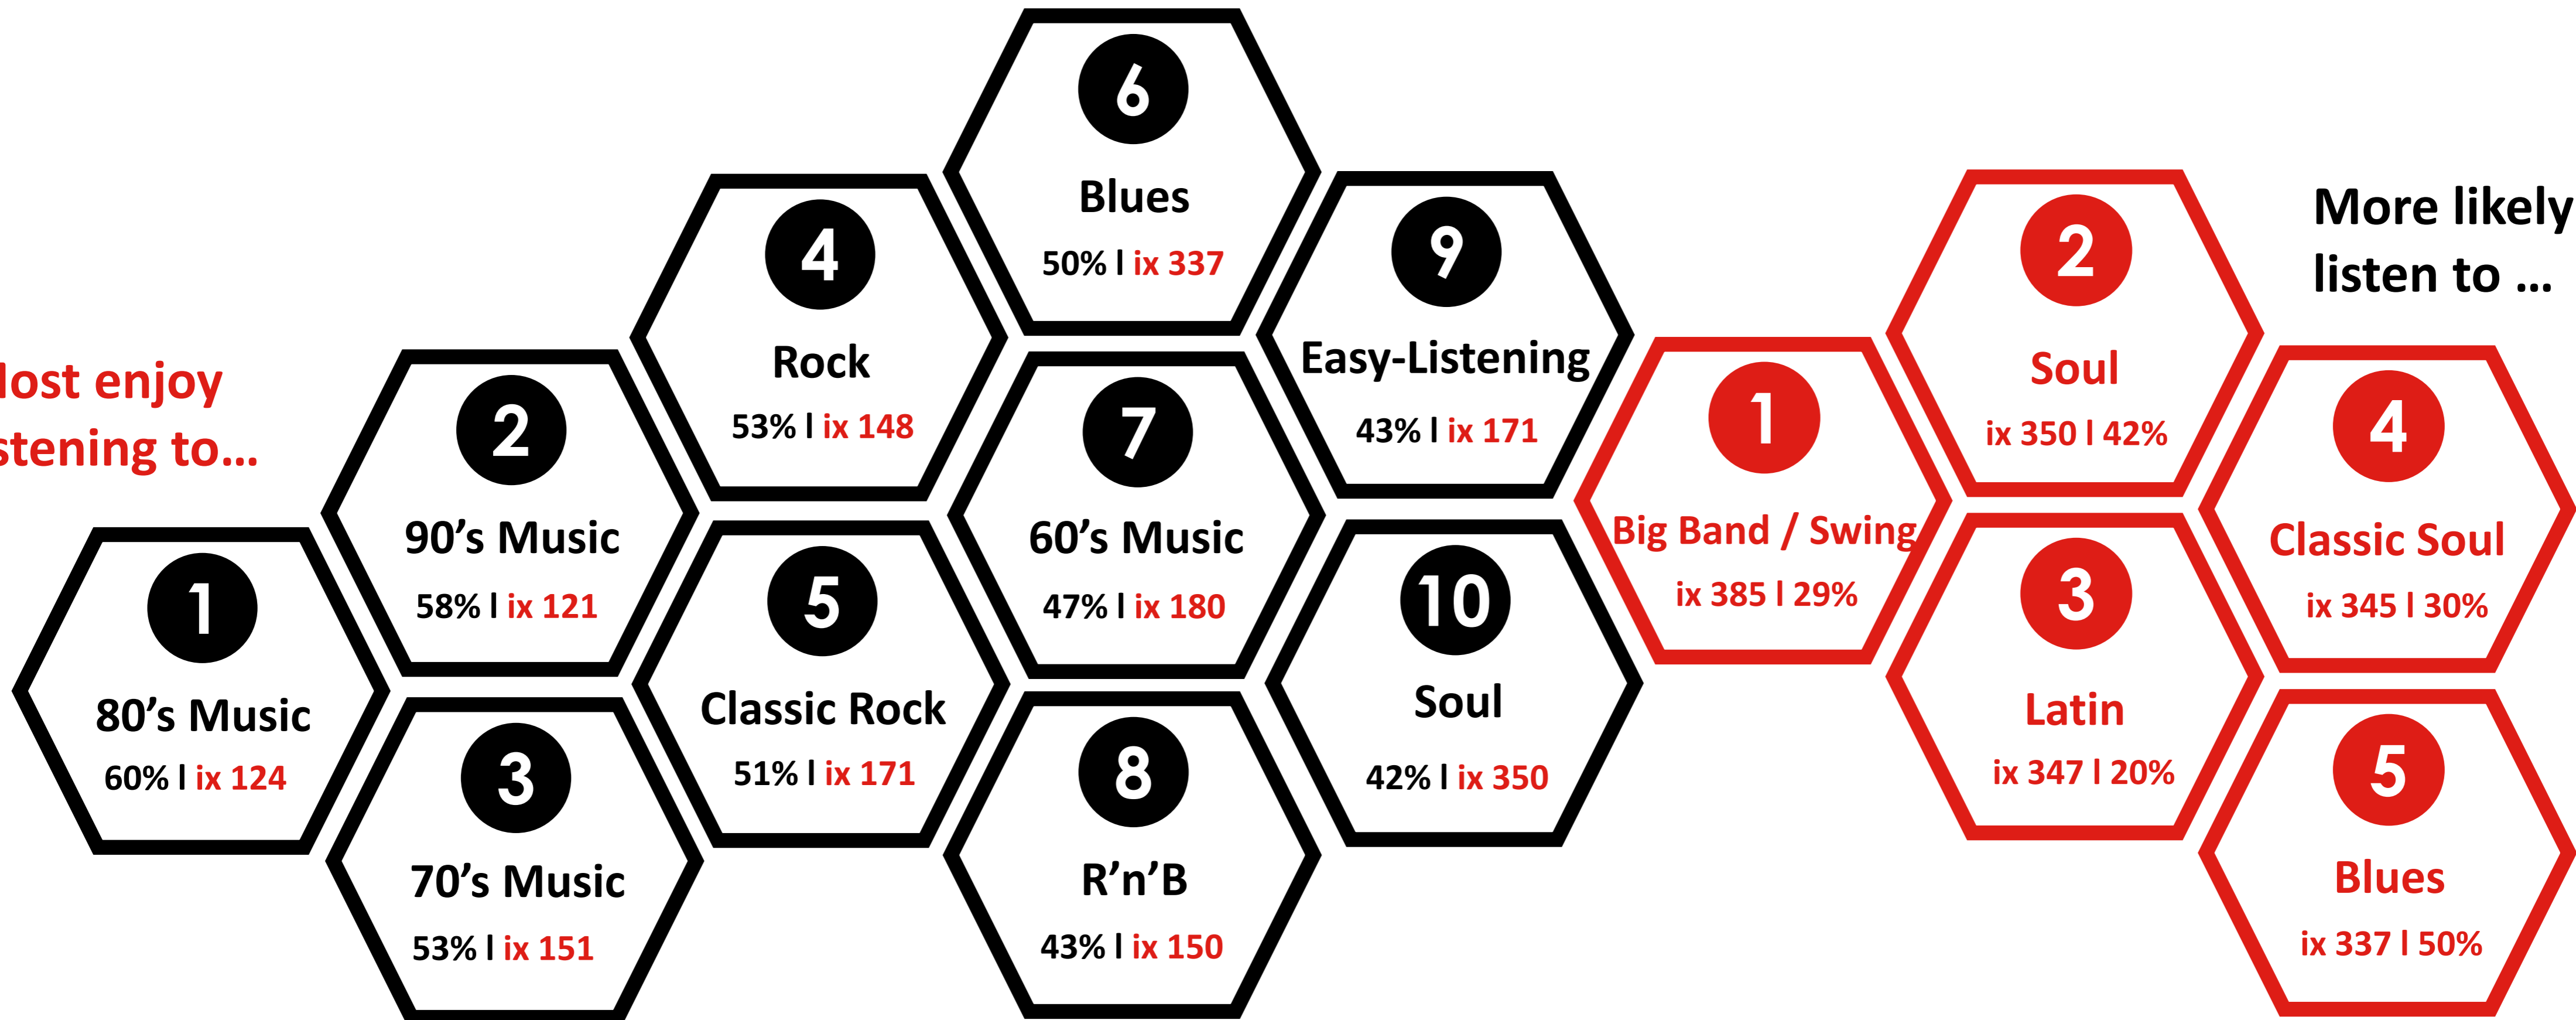 ost enjoy
stening to...
1
80's Music
60% l ix 124
2
90's Music
58% l ix 121
3
70's Music
53% l ix 151
4
Rock
53% l ix 148
5
Classic Rock
51% l ix 171
6
Blues
50% l ix 337
7
60's Music
47% l ix 180
8
R'n'B
43% l ix 150
9
Easy-Listening
43% l ix 171
10
Soul
42% l ix 350
More likely
listen to ...
1
Big Band / Swing
ix 385 l 29%
2
Soul
ix 350 l 42%
3
Latin
ix 347 l 20%
4
Classic Soul
ix 345 l 30%
5
Blues
ix 337 l 50%